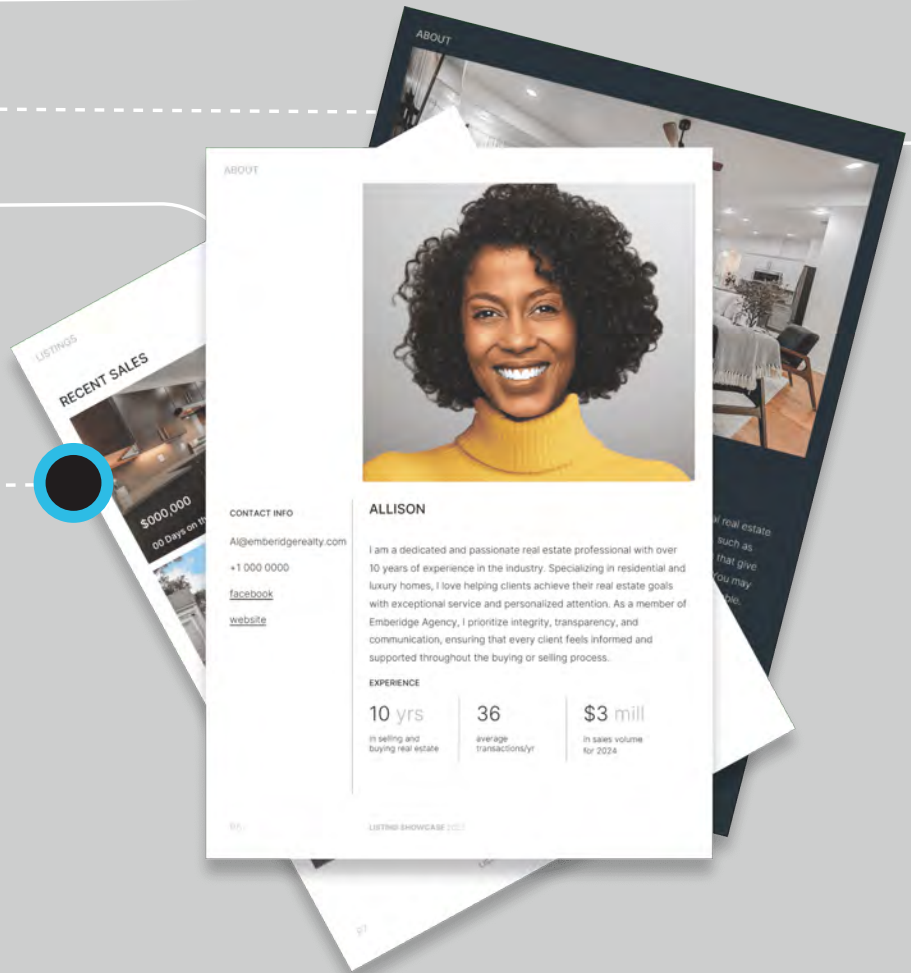 ABOUT
ABOUT
ALLISON
I am a dedicated and passionate real estate professional with over
10 years of experience in the industry. Specializing in residential and
luxury homes, I love helping clients achieve their real estate goals
with exceptional service and personalized attention. As a member of
Emberidge Agency, I prioritize integrity, transparency, and
communication, ensuring that every client feels informed and
supported throughout the buying or selling process.
EXPERIENCE
10 yrs
in selling and
buying real estate
36
average
transactions/yr
$3 mill
in sales volume
for 2024
CONTACT INFO
Al@emberidgerealty.com
+1 000 0000
facebook
website
LISTING SHOWCASE
LISTINGS
RECENT SALES
$000,000
00 Days on th
real estate
such as
that give
you may
07